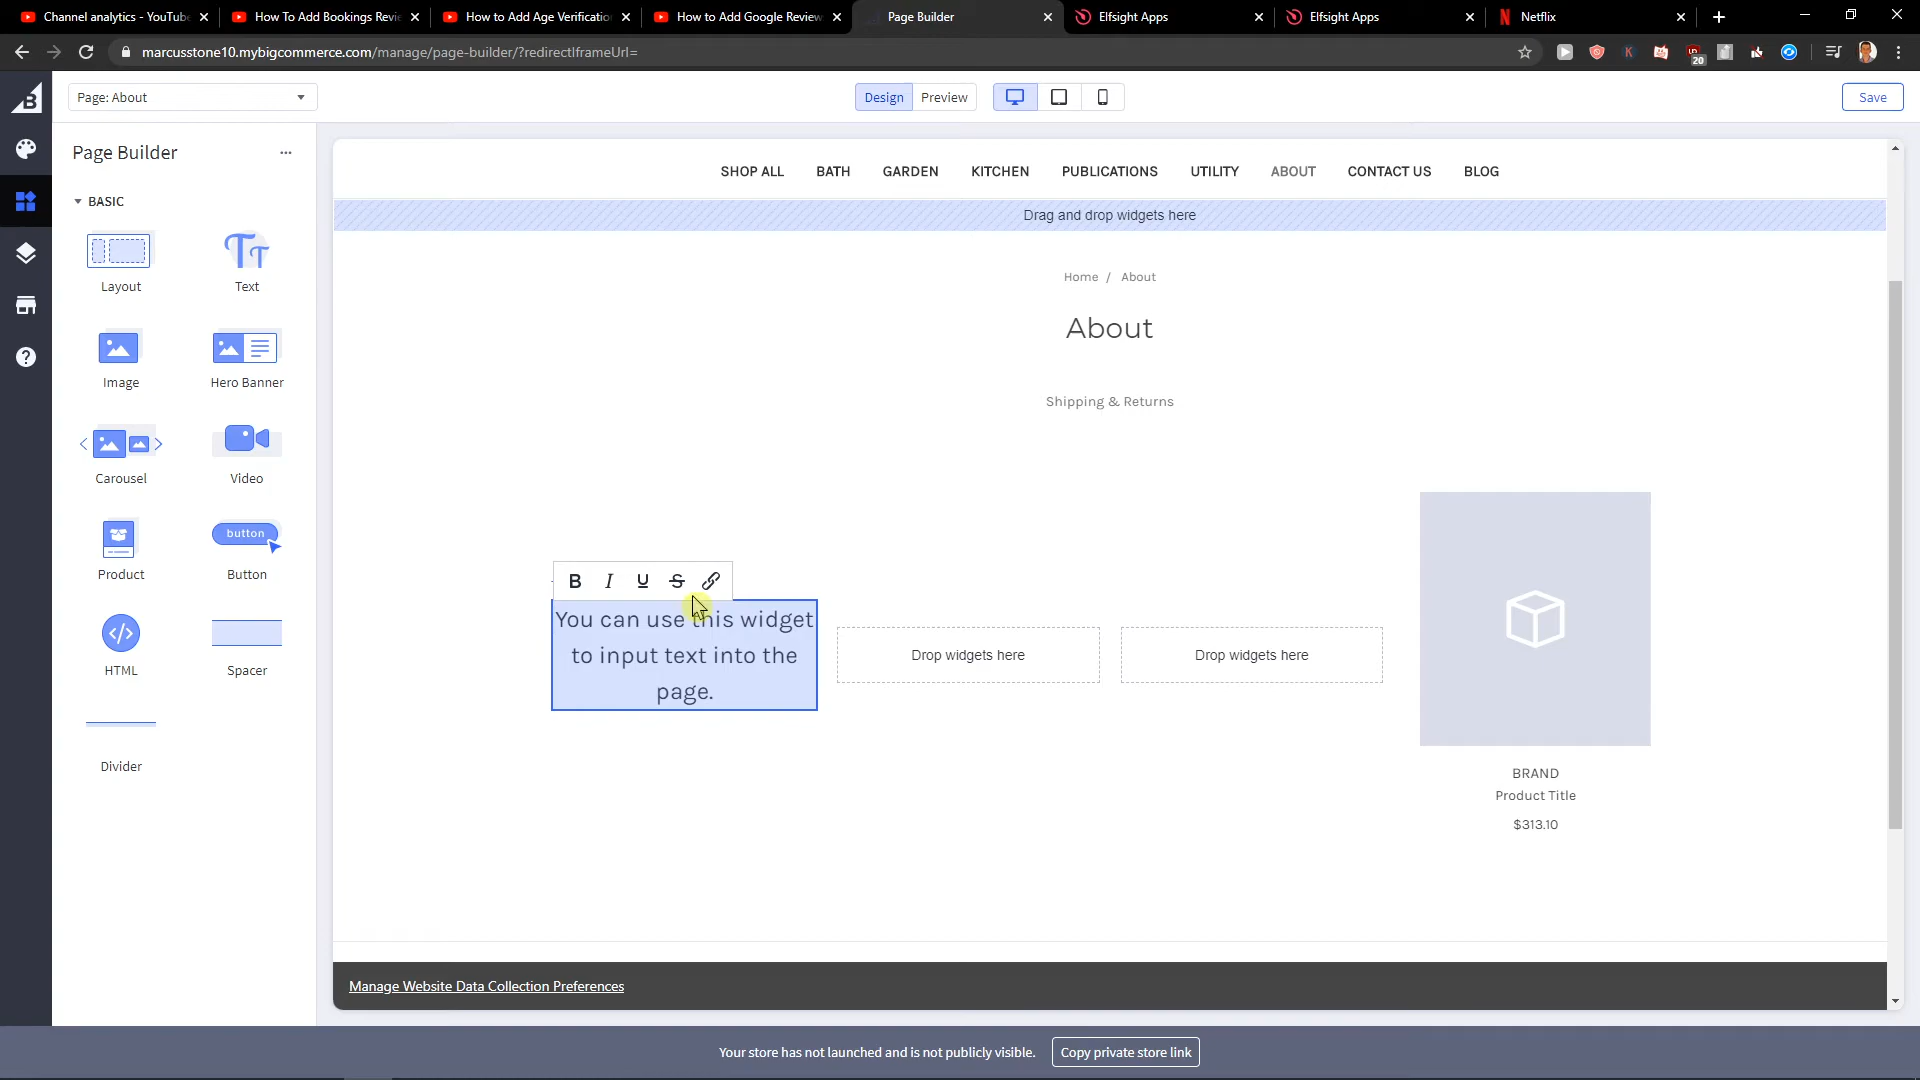 Channel analytics - YouTube
How To Add Bookings Revie
How to Add Age Verificatio
How to Add Google Review
Page Builder
Elfsight Apps
Elfsight Apps
Netflix
marcusstone10.mybigcommerce.com/manage/page-builder/?redirectIframeUrl=
20
Page: About
Design
Preview
Save
Page Builder
BASIC
Layout
Text
Image
Hero Banner
Carousel
Video
Product
button
Button
HTML
Spacer
Divider
SHOP ALL
BATH
GARDEN
KITCHEN
PUBLICATIONS
UTILITY
ABOUT
CONTACT US
BLOG
Drag and drop widgets here
Home / About
About
Shipping & Returns
B I U S
You can use this widget
to input text into the
page.
Drop widgets here
Drop widgets here
BRAND
Product Title
$313.10
Manage Website Data Collection Preferences
Your store has not launched and is not publicly visible.
Copy private store link